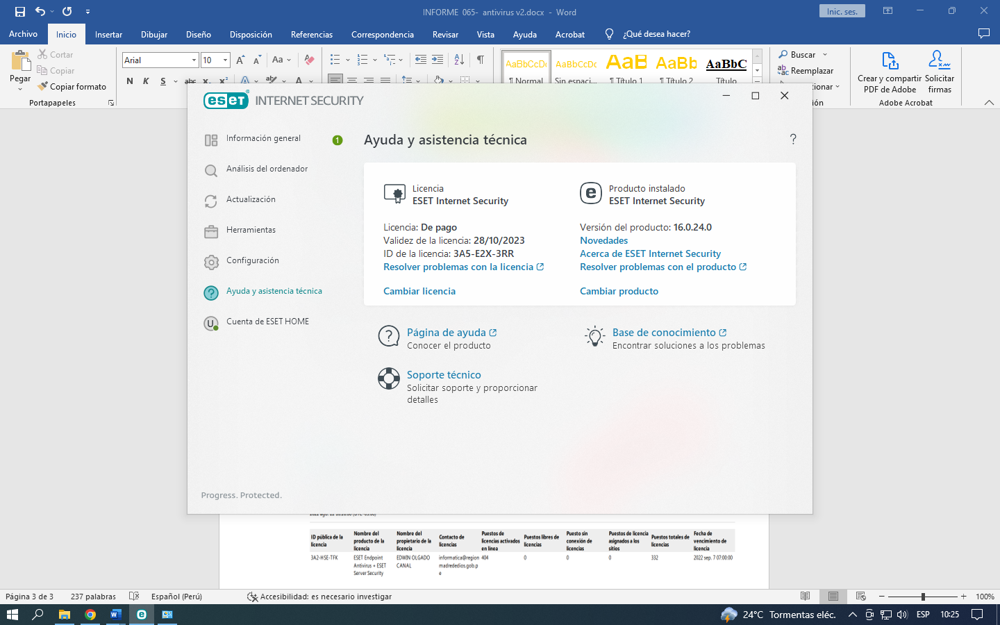 INFORME 065- antivirus v2.docx - Word
Inic. ses.
Archivo Inicio Insertar Dibujar Diseño Disposición Referencias Correspondencia Revisar Vista Ayuda Acrobat ¿Qué desea hacer?
Pegar
Cortar
Copiar
Copiar formato
Portapapeles
Arial 10
N K S abc x₂ x²
Aa
AaBbCcDc AaBbCcDc AaB AaBb AaBbC
¶ Normal Sin espaci... ¶ Título 1 ¶ Título 2 Título
Buscar
Reemplazar
Crear y compartir
PDF de Adobe
Solicitar
firmas
Adobe Acrobat
eset INTERNET SECURITY
Información general 1
Análisis del ordenador
Actualización
Herramientas
Configuración
Ayuda y asistencia técnica
U Cuenta de ESET HOME
Progress. Protected.
Ayuda y asistencia técnica ?
Licencia
ESET Internet Security
Licencia: De pago
Validez de la licencia: 28/10/2023
ID de la licencia: 3A5-E2X-3RR
Resolver problemas con la licencia
Cambiar licencia
Producto instalado
ESET Internet Security
Versión del producto: 16.0.24.0
Novedades
Acerca de ESET Internet Security
Resolver problemas con el producto
Cambiar producto
Página de ayuda
Conocer el producto
Base de conocimiento
Encontrar soluciones a los problemas
Soporte técnico
Solicitar soporte y proporcionar
detalles
ID pública de la
licencia
Nombre del
producto de la
licencia
Nombre del
propietario de la
licencia
Contacto de
licencias
Puestos de
licencias activados
en línea
Puestos libres de
licencias
Puesto sin
conexión de
licencias
Puestos de licencia
asignados a los
sitios
Puestos totales de
licencias
Fecha de
vencimiento de
licencia
3A2-HSE-TFK
ESET Endpoint
Antivirus + ESET
Server Security
EDWIN OLGADO
CANAL
informatica@region
madrededios.gob.p
e
404
0
0
0
332
2022 sep. 7 07:00:00
Página 3 de 3 237 palabras Español (Perú) Accesibilidad: es necesario investigar 100%
24°C Tormentas eléc. ESP 10:25